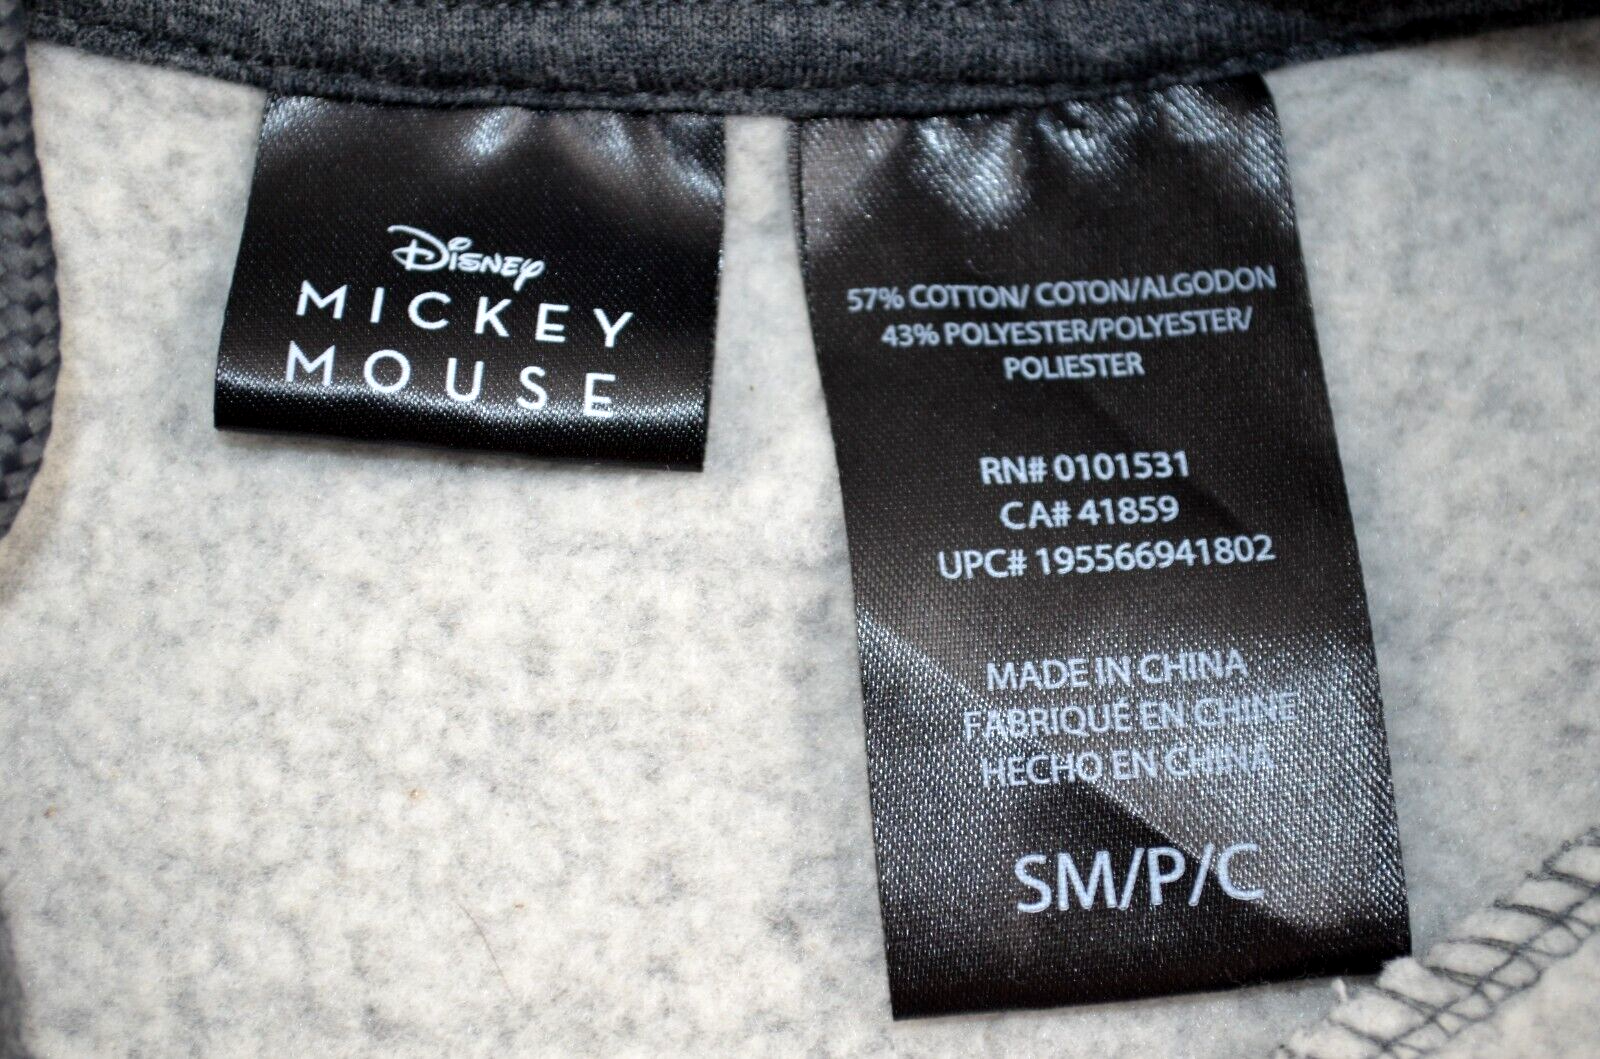 Disney
MICKEY
MOUSE
57% COTTON/ COTON/ALGODON
43% POLYESTER/POLYESTER/
POLIESTER
RN# 0101531
CA# 41859
UPC# 195566941802
MADE IN CHINA
FABRIQUÉ EN CHINE
HECHO EN CHINA
SM/P/C